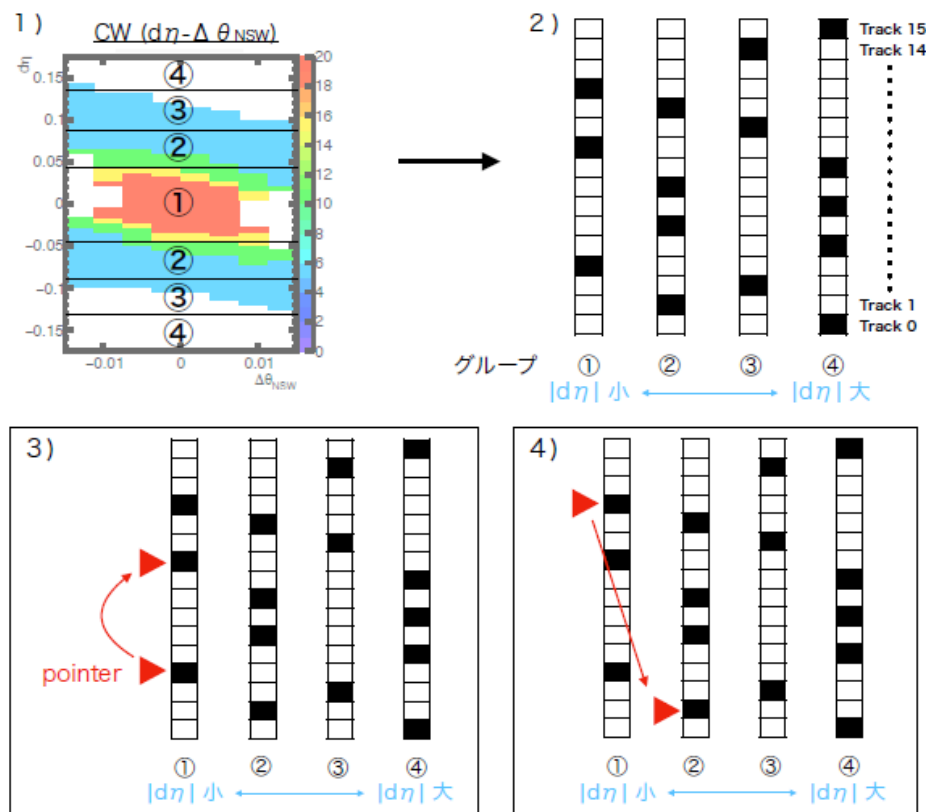 1)
CW (dη-Δ θ NSW)
dη
0.15
0.1
0.05
0
−0.05
−0.1
−0.15
④
③
②
①
②
③
④
20
18
16
14
12
10
8
6
4
2
0
−0.01
0
0.01
Δθ NSW
2)
Track 15
Track 14
Track 1
Track 0
グループ ① ② ③ ④
|dη| 小 |dη| 大
3)
pointer
① ② ③ ④
|dη| 小 |dη| 大
4)
① ② ③ ④
|dη| 小 |dη| 大